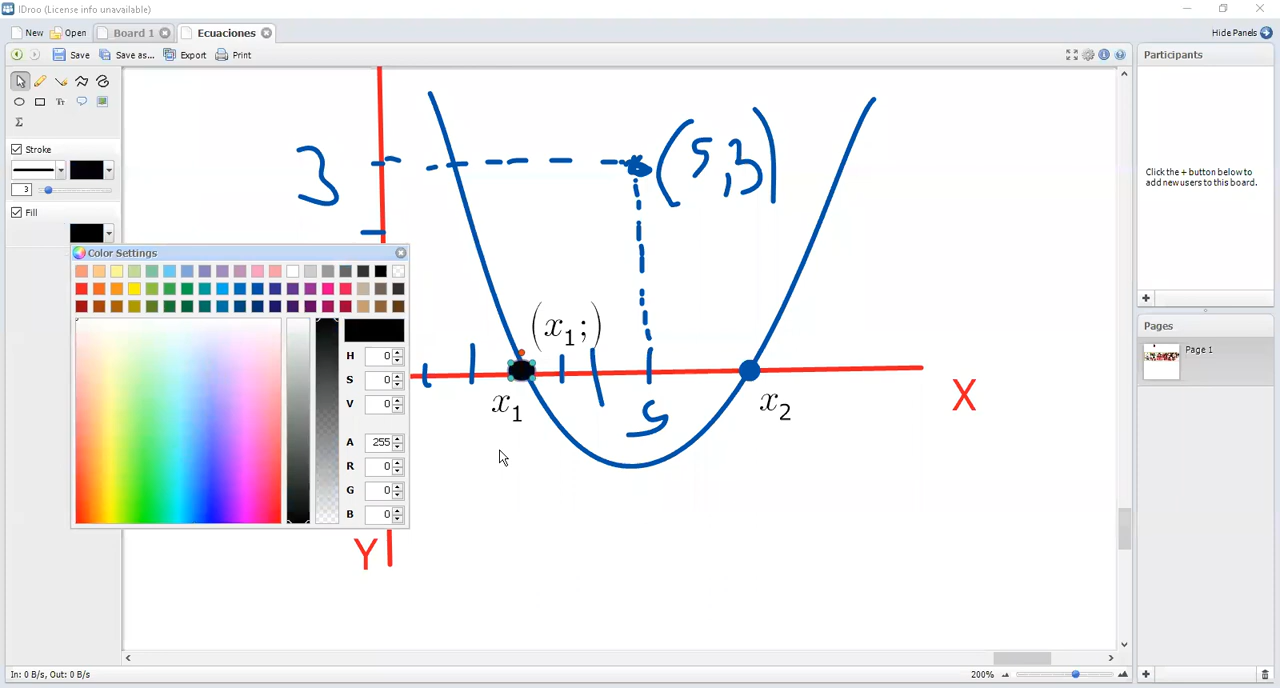 IDroo (License info unavailable)
New Open Board 1 Ecuaciones Hide Panels
Save Save as... Export Print
Participants
Click the + button below to
add new users to this board.
Stroke
3
Fill
Color Settings
H 0
S 0
V 0
A 255
R 0
G 0
B 0
3
(5,3)
(x₁;)
x₁
5
x₂
X
Y
Pages
Page 1
In: 0 B/s, Out: 0 B/s
200%